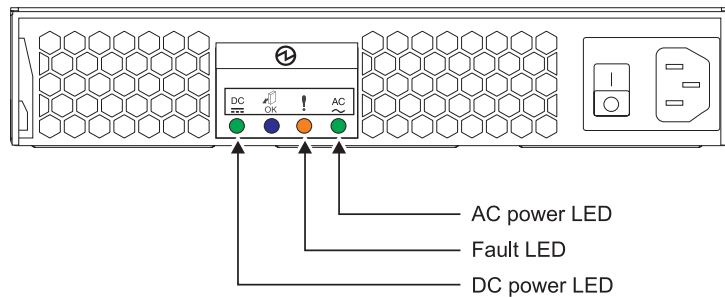 DC
OK
!
AC
AC power LED
Fault LED
DC power LED